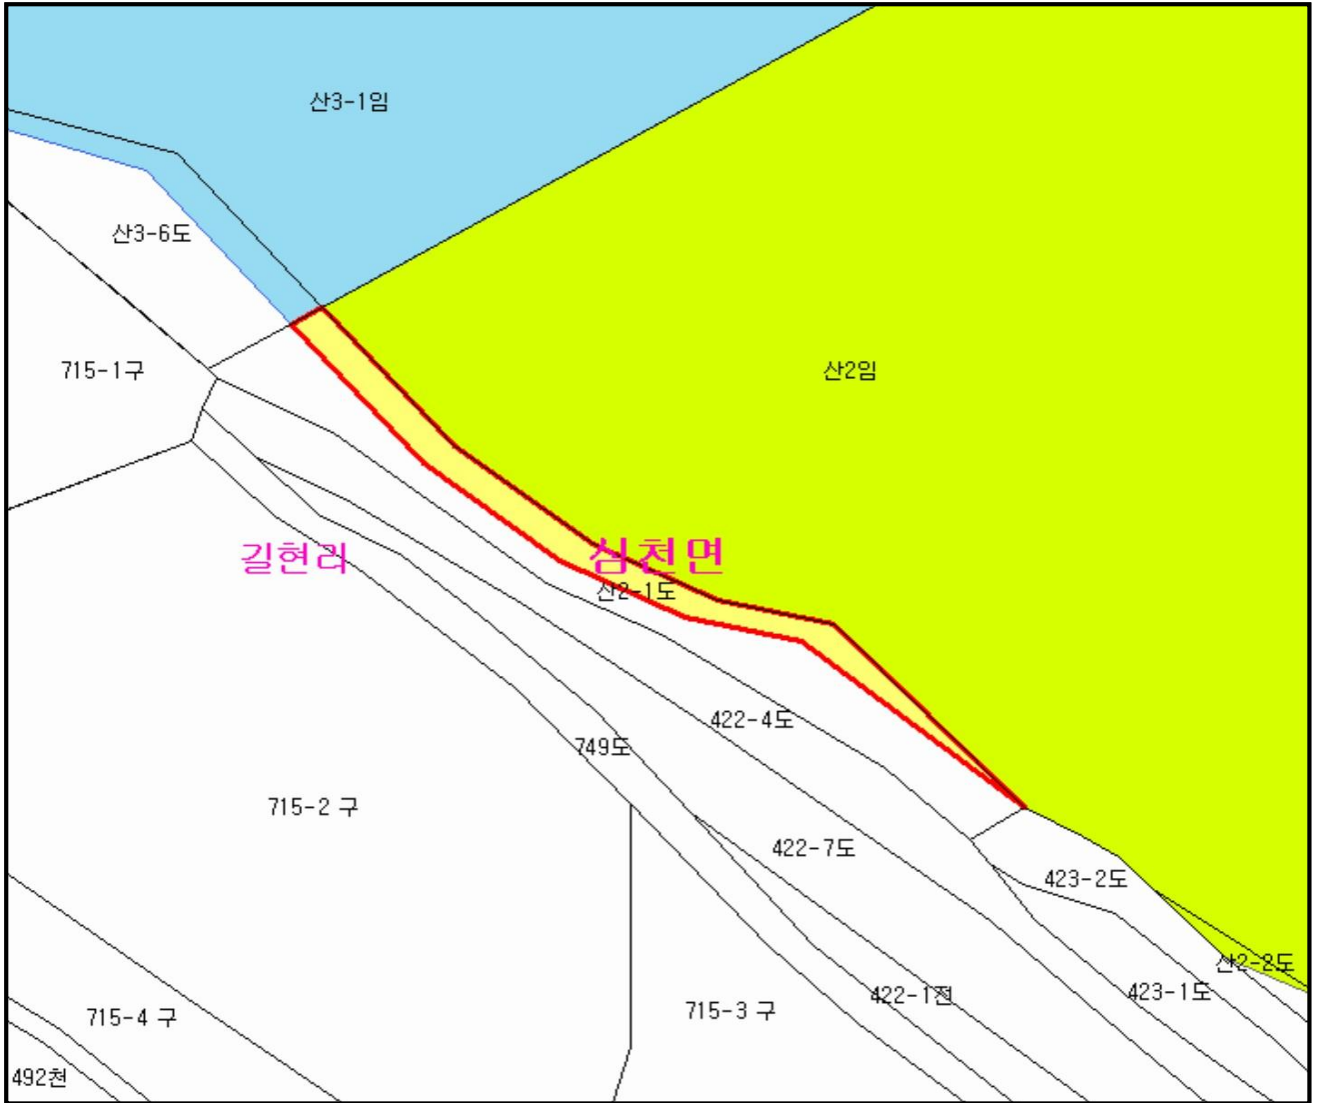 산3-1임
산3-6도
715-1구
산2임
길현리
심천면
산2-1도
422-4도
749도
715-2 구
422-7도
423-2도
산2-2도
423-1도
422-1전
715-3 구
715-4 구
492천